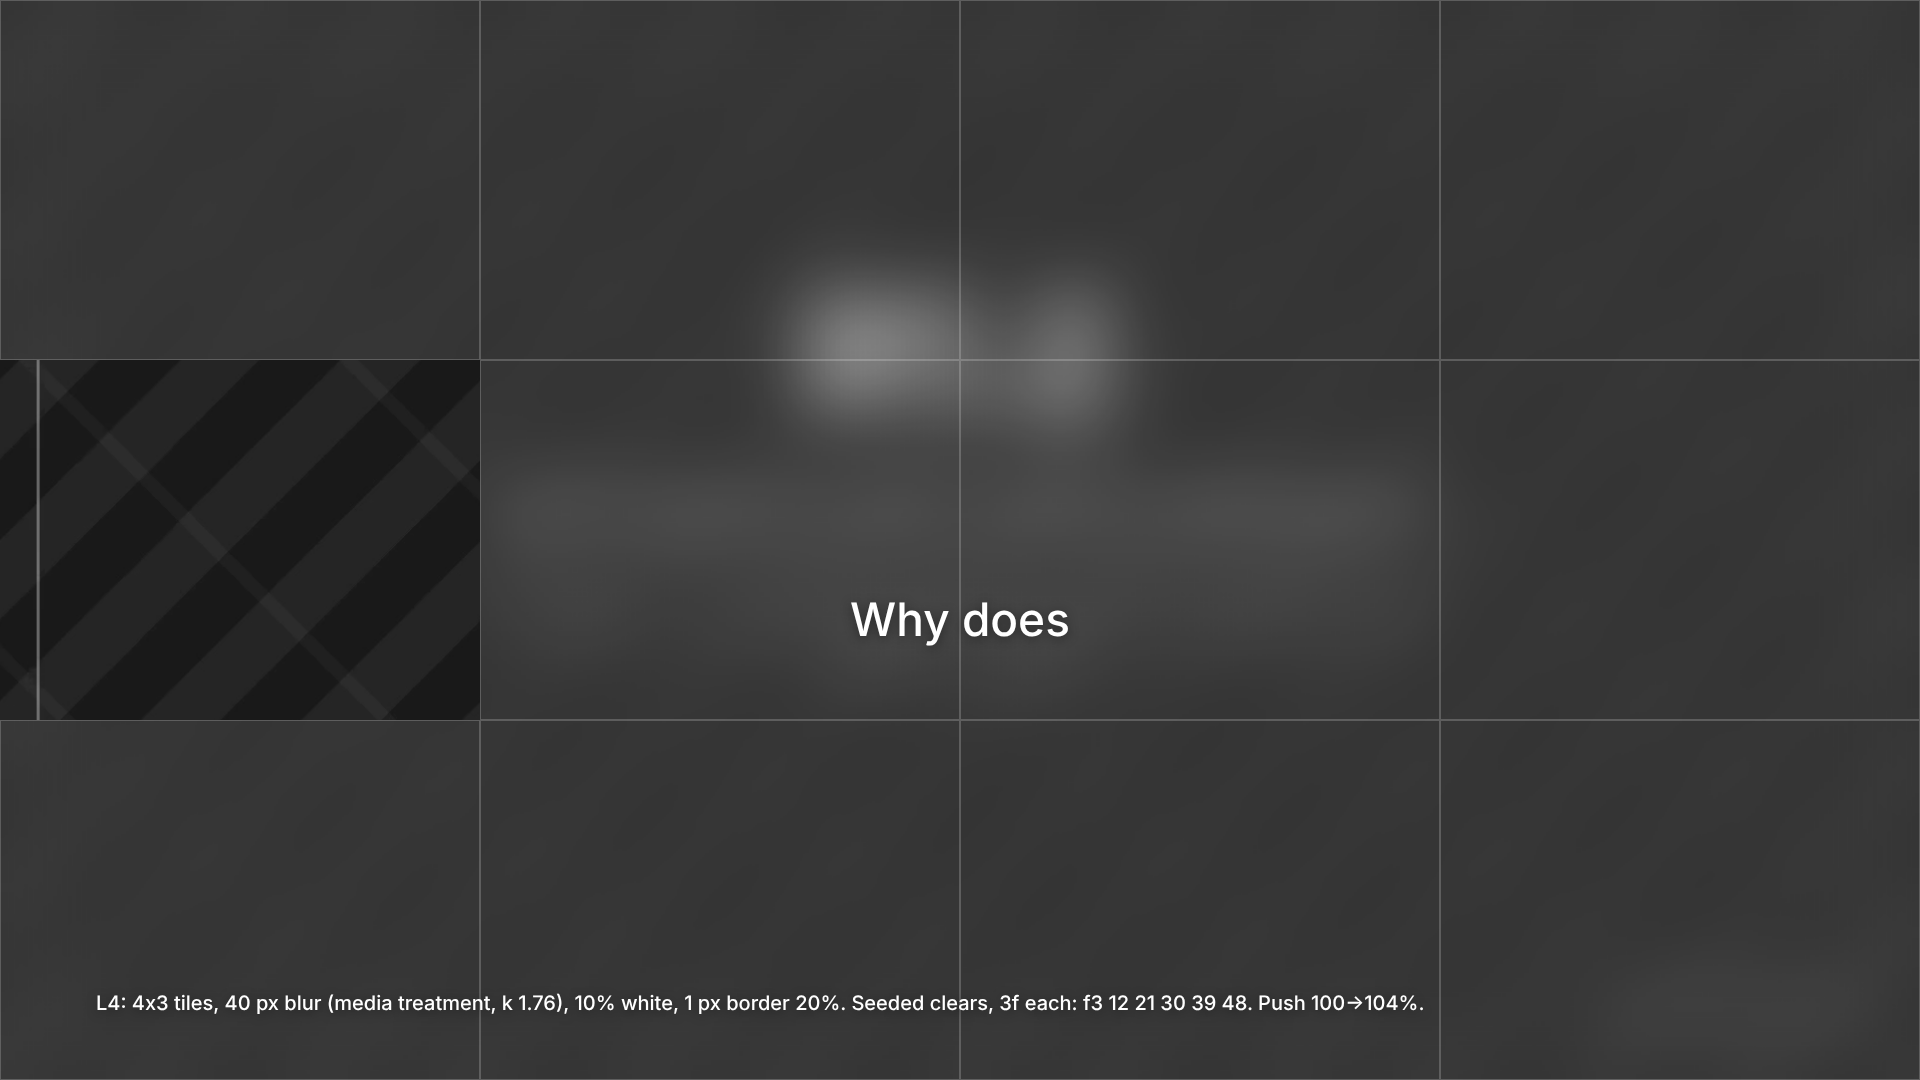 Why does
L4: 4x3 tiles, 40 px blur (media treatment, k 1.76), 10% white, 1 px border 20%. Seeded clears, 3f each: f3 12 21 30 39 48. Push 100→104%.